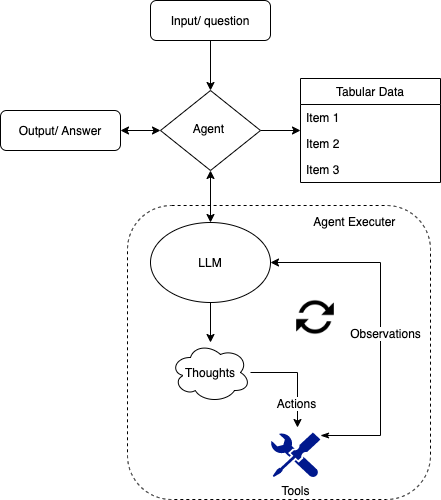 Input/ question
Output/ Answer
Agent
Tabular Data
Item 1
Item 2
Item 3
Agent Executer
LLM
Observations
Thoughts
Actions
Tools